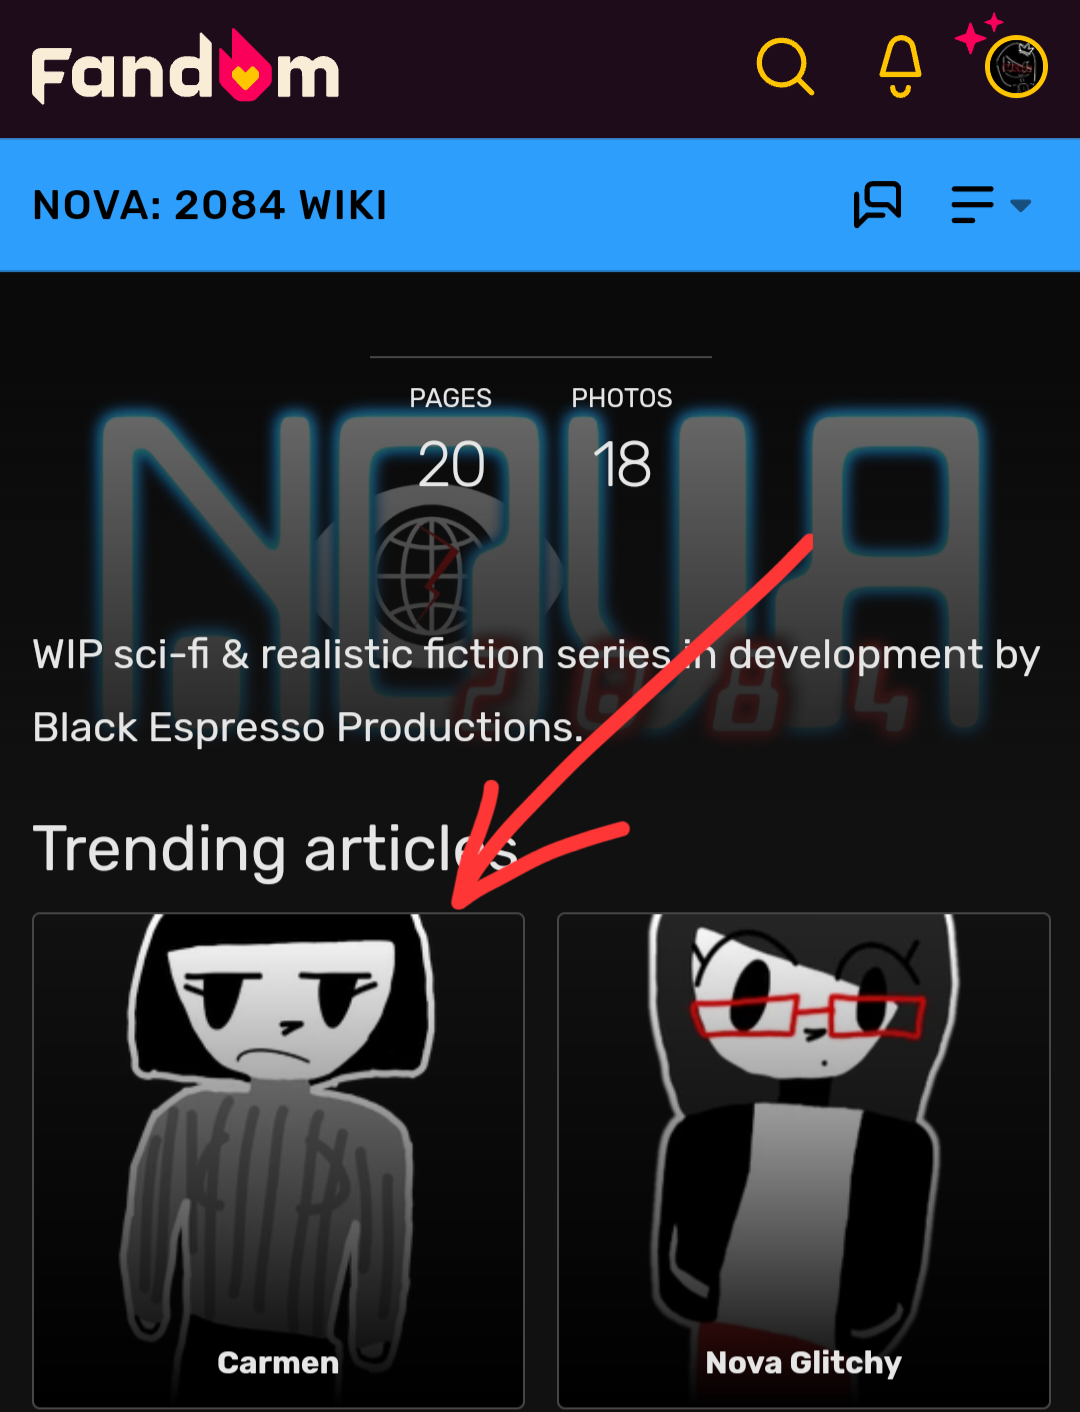 Fandom
NOVA: 2084 WIKI
PAGES PHOTOS
20 18
NOVA
2084
WIP sci-fi & realistic fiction series in development by
Black Espresso Productions.
Trending articles
Carmen
Nova Glitchy